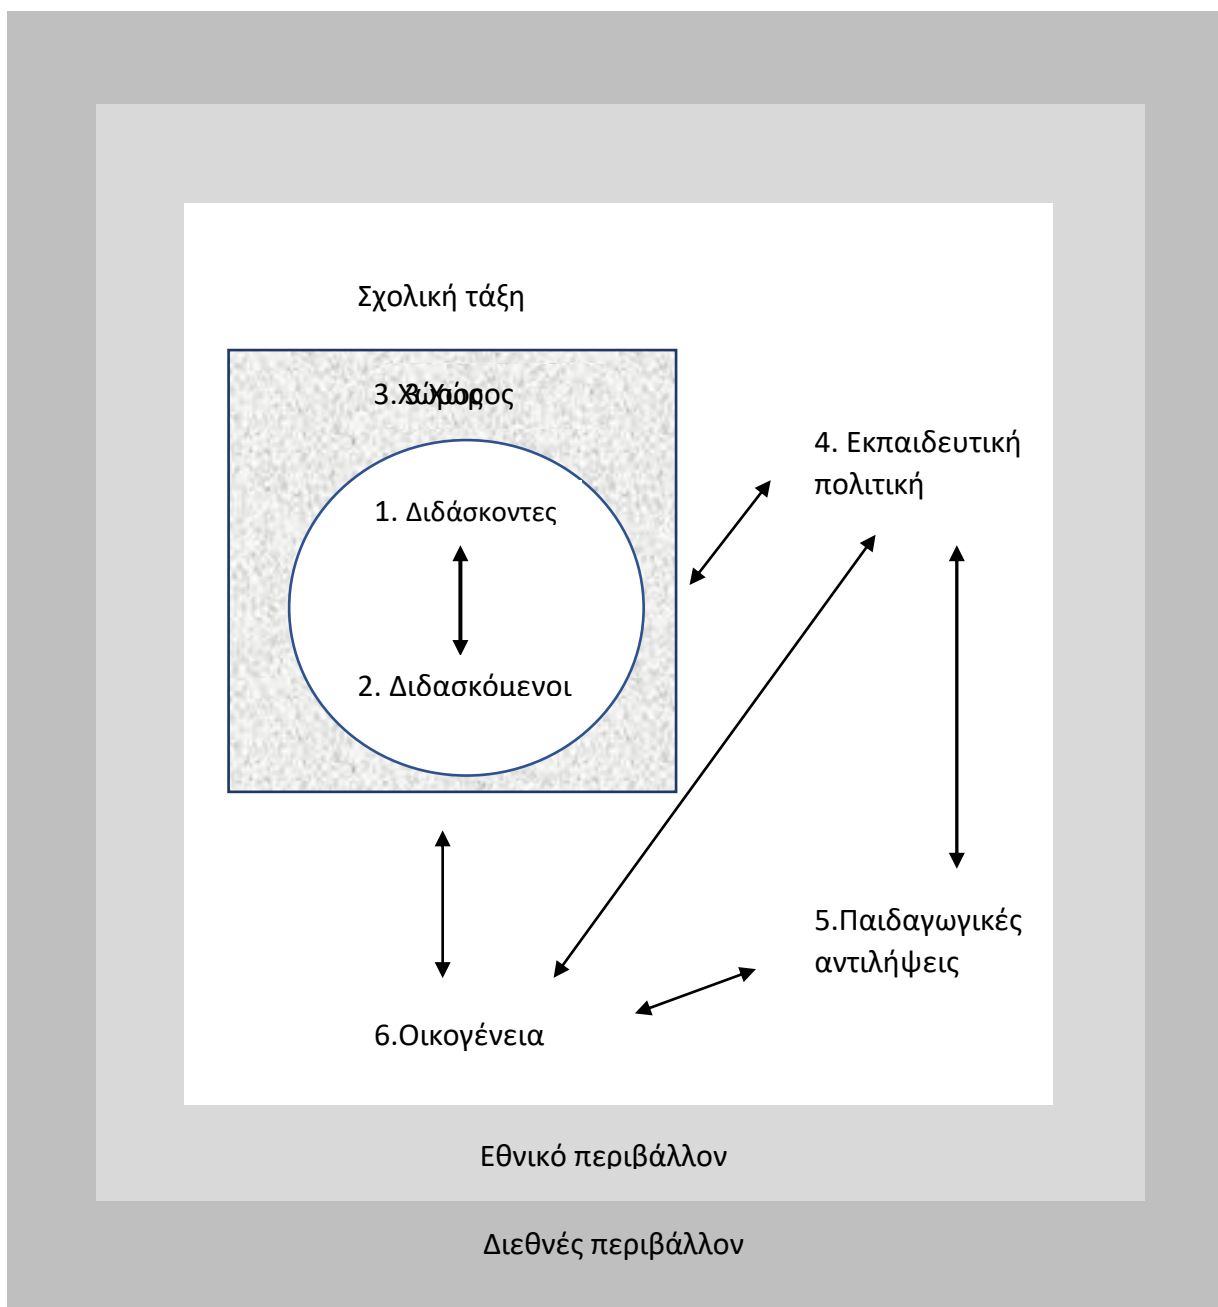 Σχολική τάξη
3.Χώρος
4. Εκπαιδευτική
πολιτική
1. Διδάσκοντες
2. Διδασκόμενοι
5.Παιδαγωγικές
αντιλήψεις
6.Οικογένεια
Εθνικό περιβάλλον
Διεθνές περιβάλλον